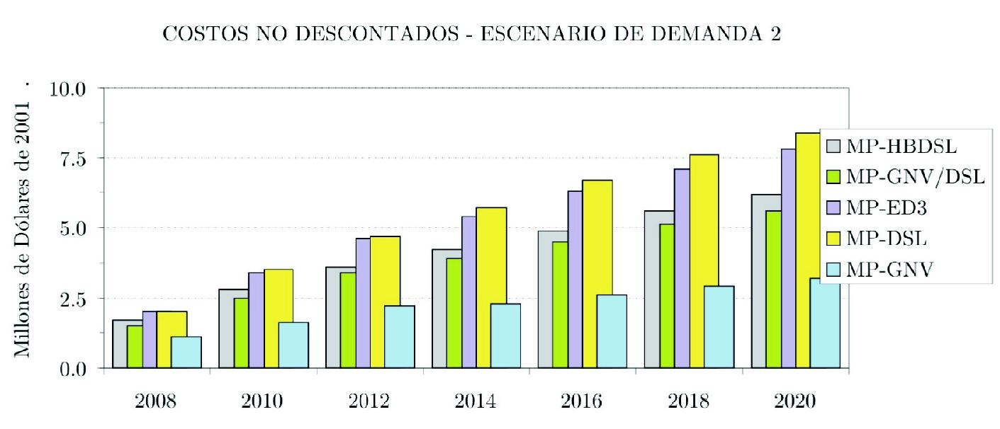 COSTOS NO DESCONTADOS - ESCENARIO DE DEMANDA 2
Millones de Dólares de 2001 .
10.0
7.5
5.0
2.5
0.0
2008 2010 2012 2014 2016 2018 2020
MP-HBDSL
MP-GNV/DSL
MP-ED3
MP-DSL
MP-GNV